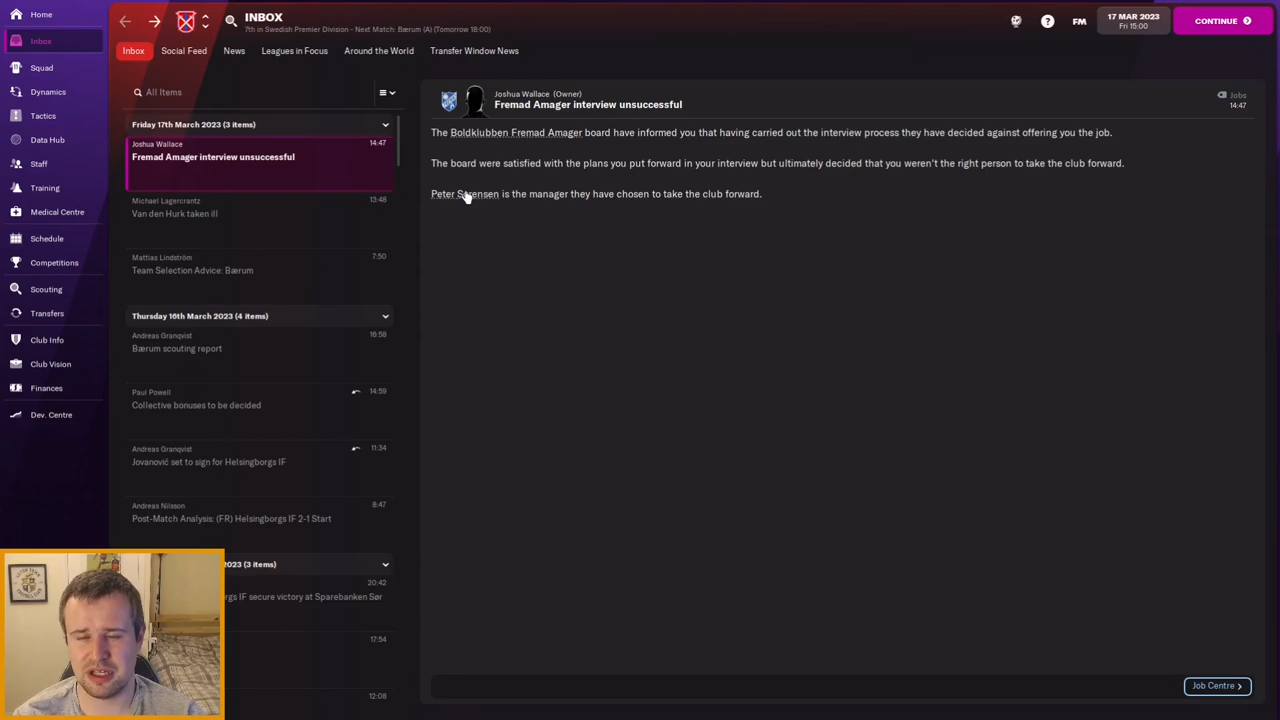 Home
Inbox
Squad
Dynamics
Tactics
Data Hub
Staff
Training
Medical Centre
Schedule
Competitions
Scouting
Transfers
Club Info
Club Vision
Finances
Dev. Centre
INBOX
7th in Swedish Premier Division - Next Match: Bærum (A) (Tomorrow 18:00)
FM
17 MAR 2023
Fri 15:00
CONTINUE
Inbox
Social Feed
News
Leagues in Focus
Around the World
Transfer Window News
All Items
Friday 17th March 2023 (3 items)
Joshua Wallace 14:47
Fremad Amager interview unsuccessful
Michael Lagercrantz 13:48
Van den Hurk taken ill
Mattias Lindström 7:50
Team Selection Advice: Bærum
Thursday 16th March 2023 (4 items)
Andreas Granqvist 16:58
Bærum scouting report
Paul Powell 14:59
Collective bonuses to be decided
Andreas Granqvist 11:34
Jovanović set to sign for Helsingborgs IF
Andreas Nilsson 8:47
Post-Match Analysis: (FR) Helsingborgs IF 2-1 Start
2023 (3 items)
20:42
rgs IF secure victory at Sparebanken Sør
17:54
12:08
Joshua Wallace (Owner)
Fremad Amager interview unsuccessful
Jobs
14:47
The Boldklubben Fremad Amager board have informed you that having carried out the interview process they have decided against offering you the job.
The board were satisfied with the plans you put forward in your interview but ultimately decided that you weren't the right person to take the club forward.
Peter Sørensen is the manager they have chosen to take the club forward.
Job Centre